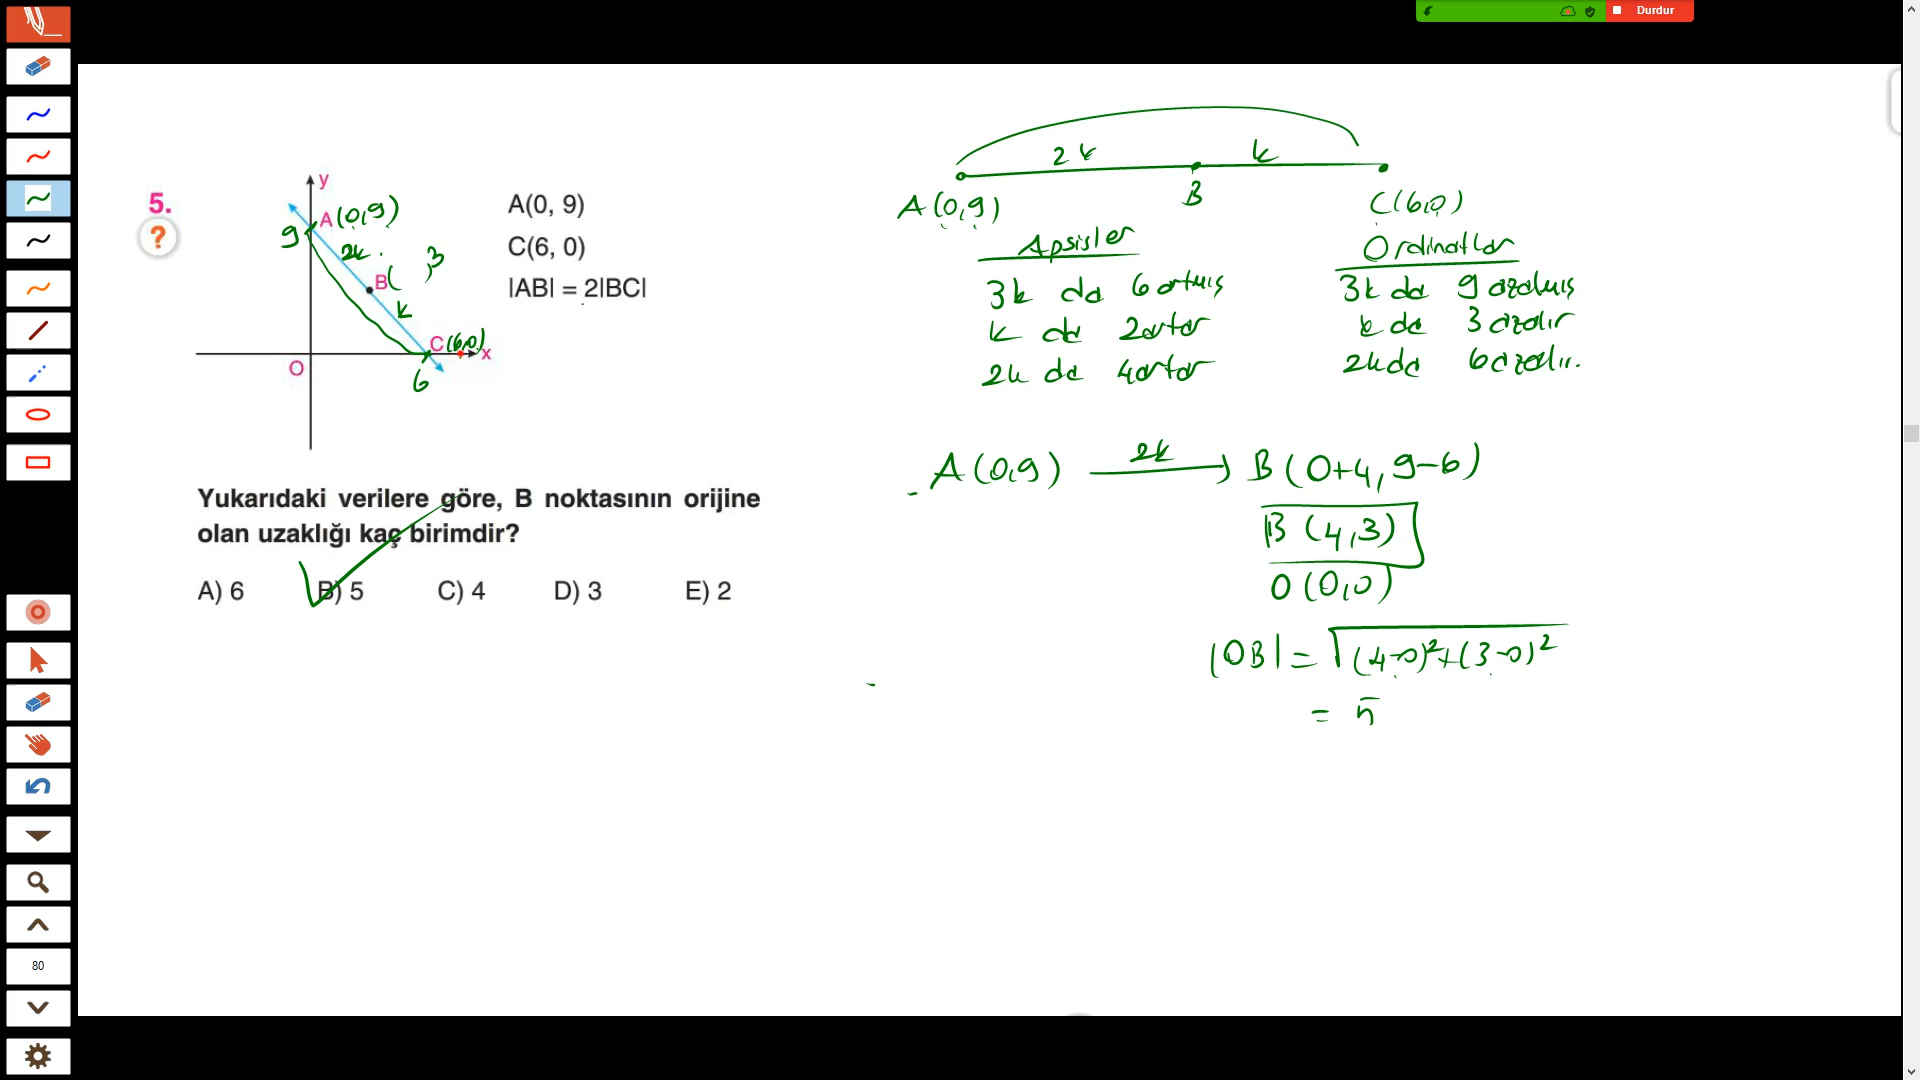 Durdur
5.
?
y
A (0,9)
9
2k
B( ,3
k
C(6,0)
x
O
6
A(0, 9)
C(6, 0)
|AB| = 2|BC|
Yukarıdaki verilere göre, B noktasının orijine
olan uzaklığı kaç birimdir?
A) 6 B) 5 C) 4 D) 3 E) 2
2k k
A(0,9) B C(6,0)
Apsisler
3k da 6 artmış
k da 2 artar
2k da 4 artar
Ordinatlar
3k da 9 azalmış
k da 3 azalır
2k da 6 azalır.
A(0,9) 2k → B(0+4, 9-6)
B (4,3)
O (0,0)
|OB| = √(4-0)²+(3-0)²
= 5
80